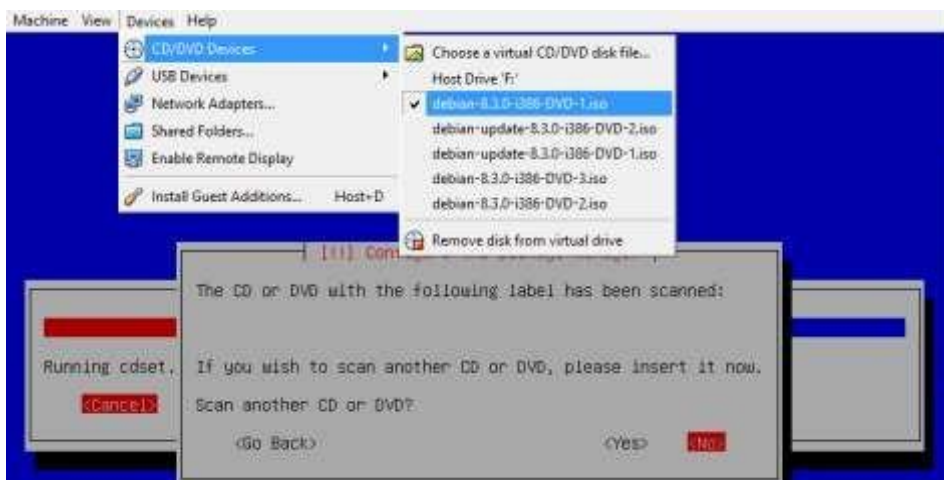 Machine View Devices Help
CD/DVD Devices
USB Devices
Network Adapters...
Shared Folders...
Enable Remote Display
Install Guest Additions... Host+D
Choose a virtual CD/DVD disk file...
Host Drive 'F:'
debian-8.3.0-i386-DVD-1.iso
debian-update-8.3.0-i386-DVD-2.iso
debian-update-8.3.0-i386-DVD-1.iso
debian-8.3.0-i386-DVD-3.iso
debian-8.3.0-i386-DVD-2.iso
Remove disk from virtual drive
[!!]
The CD or DVD with the following label has been scanned:
If you wish to scan another CD or DVD, please insert it now.
Scan another CD or DVD?
<Go Back> <Yes> <No>
Running cdset.
<Cancel>